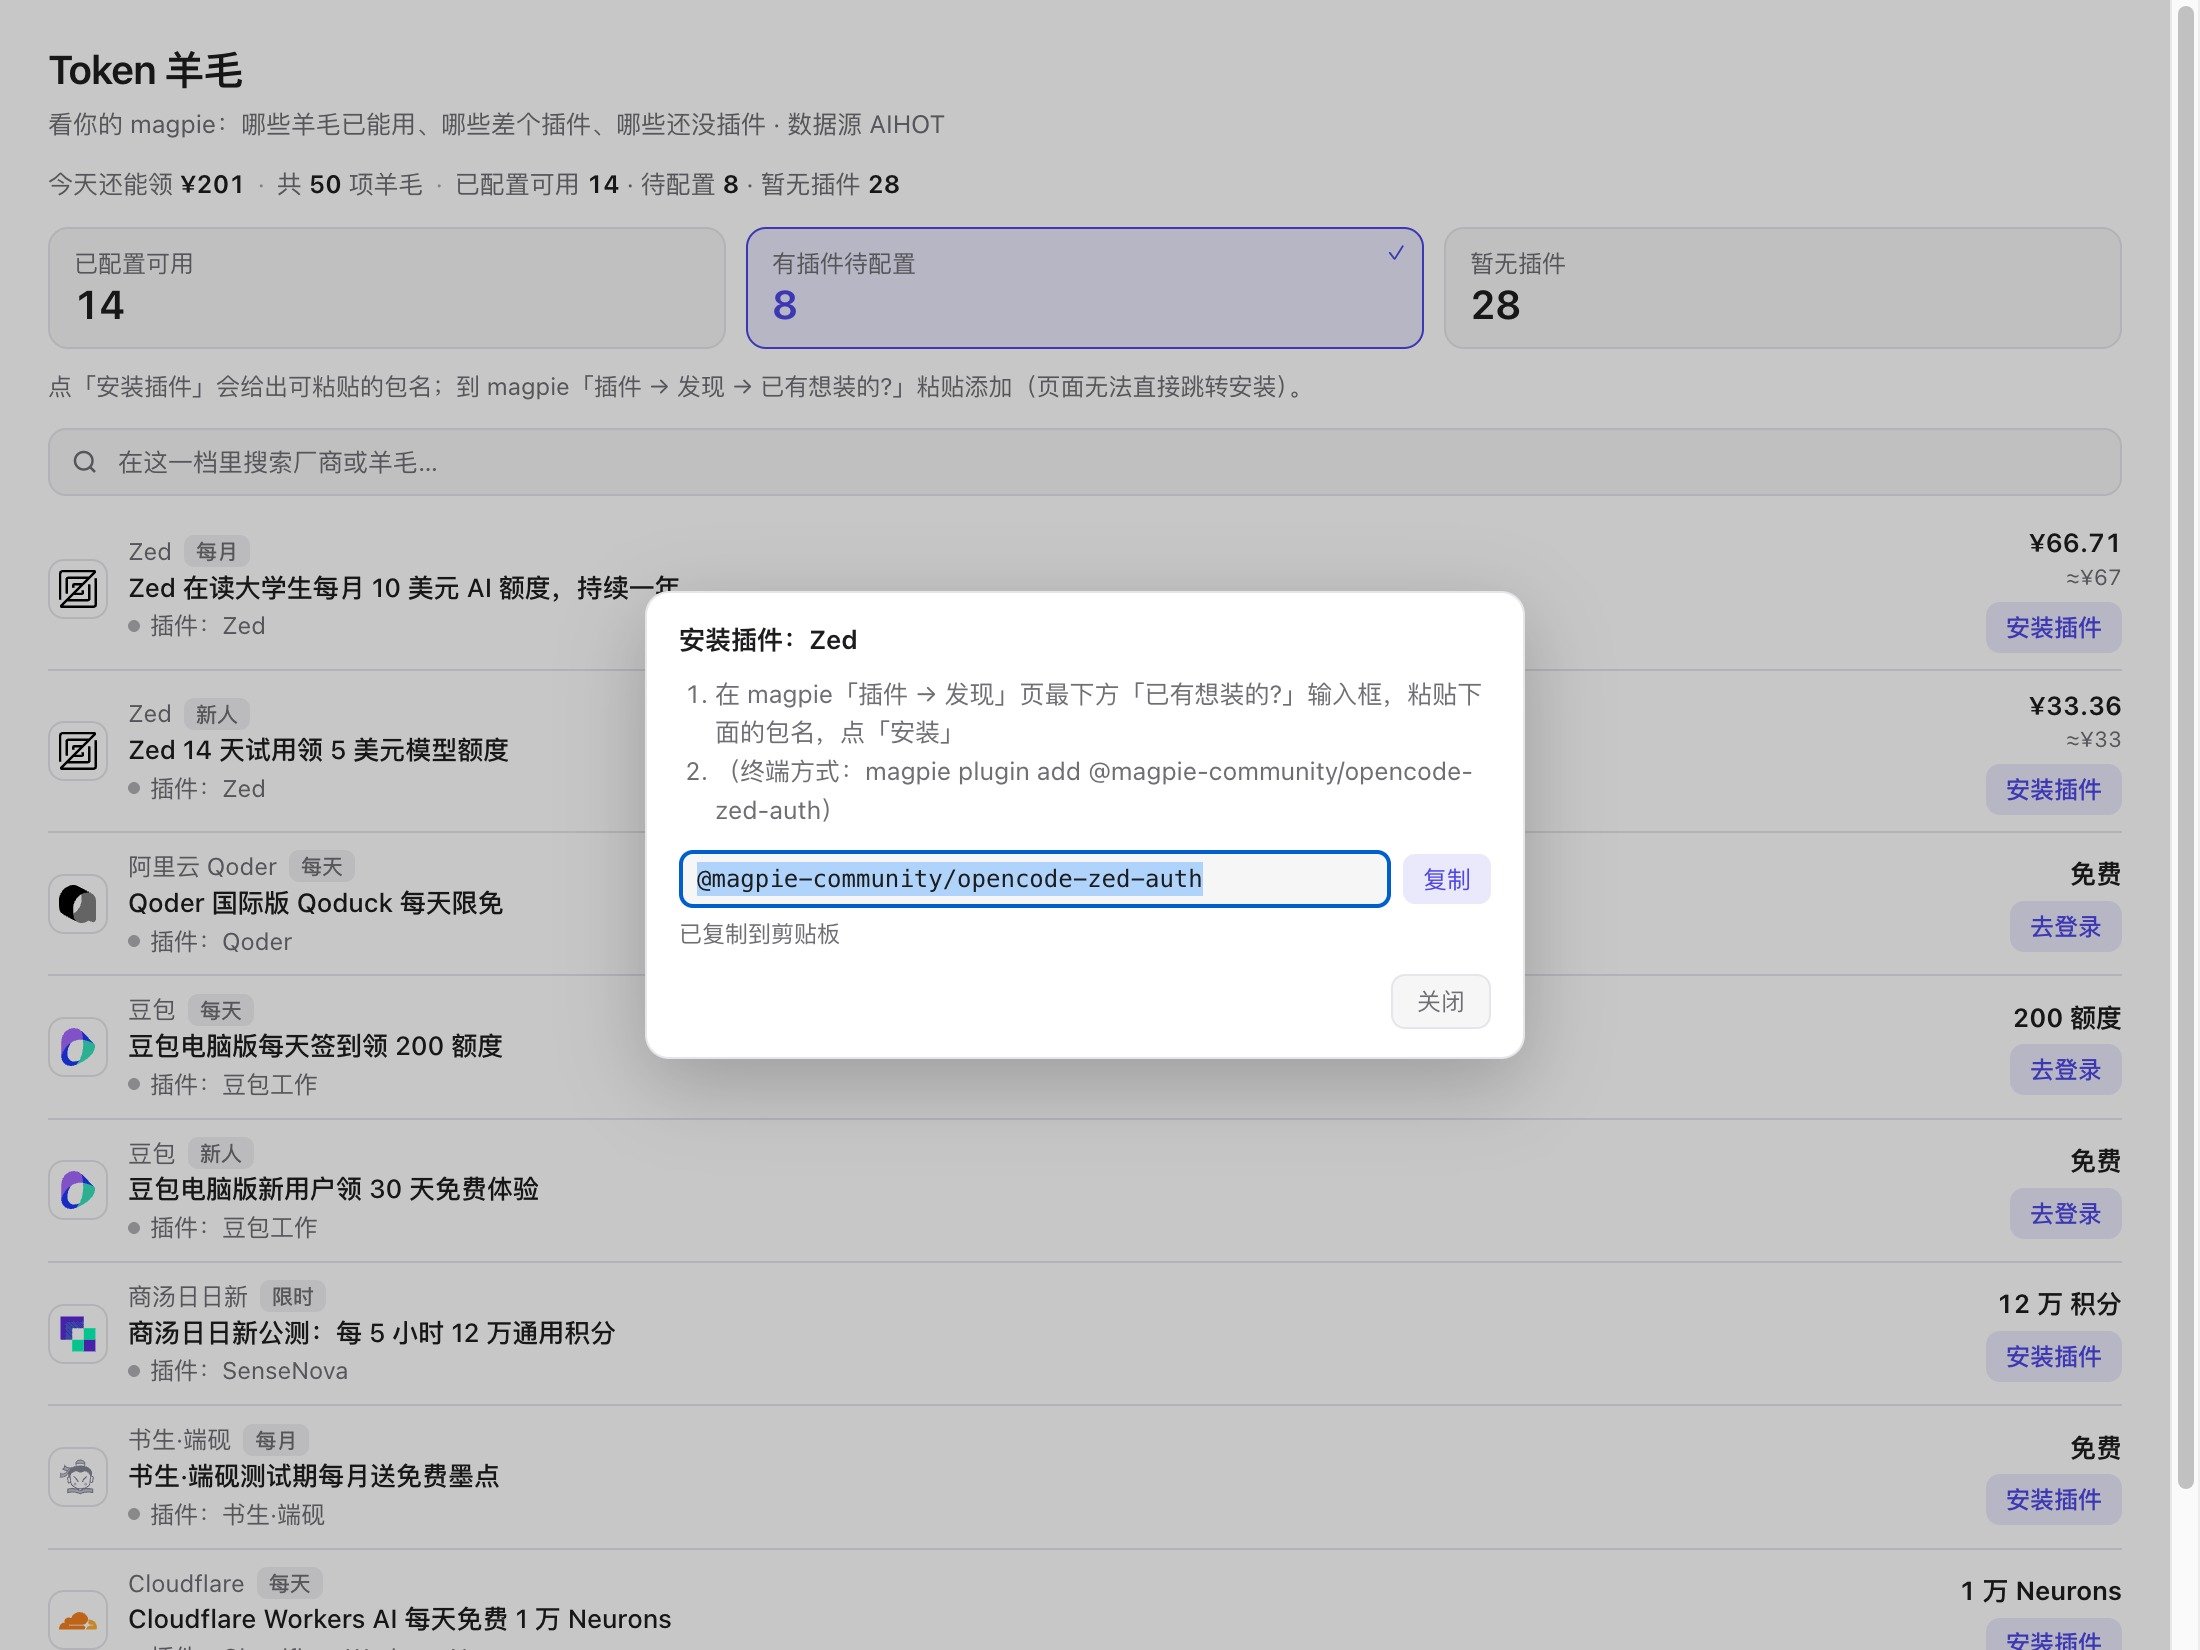 Token 羊毛
看你的 magpie：哪些羊毛已能用、哪些差个插件、哪些还没插件 · 数据源 AIHOT
今天还能领 ¥201 · 共 50 项羊毛 · 已配置可用 14 · 待配置 8 · 暂无插件 28
已配置可用
14
有插件待配置
8
暂无插件
28
点「安装插件」会给出可粘贴的包名；到 magpie「插件 → 发现 → 已有想装的?」粘贴添加（页面无法直接跳转安装）。
在这一档里搜索厂商或羊毛...
Zed 每月
Zed 在读大学生每月 10 美元 AI 额度，持续一年
插件：Zed
¥66.71
≈¥67
安装插件
Zed 新人
Zed 14 天试用领 5 美元模型额度
插件：Zed
¥33.36
≈¥33
安装插件
阿里云 Qoder 每天
Qoder 国际版 Qoduck 每天限免
插件：Qoder
免费
去登录
豆包 每天
豆包电脑版每天签到领 200 额度
插件：豆包工作
200 额度
去登录
豆包 新人
豆包电脑版新用户领 30 天免费体验
插件：豆包工作
免费
去登录
商汤日日新 限时
商汤日日新公测：每 5 小时 12 万通用积分
插件：SenseNova
12 万 积分
安装插件
书生·端砚 每月
书生·端砚测试期每月送免费墨点
插件：书生·端砚
免费
安装插件
Cloudflare 每天
Cloudflare Workers AI 每天免费 1 万 Neurons
1 万 Neurons
安装插件
安装插件：Zed
1. 在 magpie「插件 → 发现」页最下方「已有想装的?」输入框，粘贴下
面的包名，点「安装」
2. （终端方式：magpie plugin add @magpie-community/opencode-
zed-auth）
@magpie-community/opencode-zed-auth
复制
已复制到剪贴板
关闭